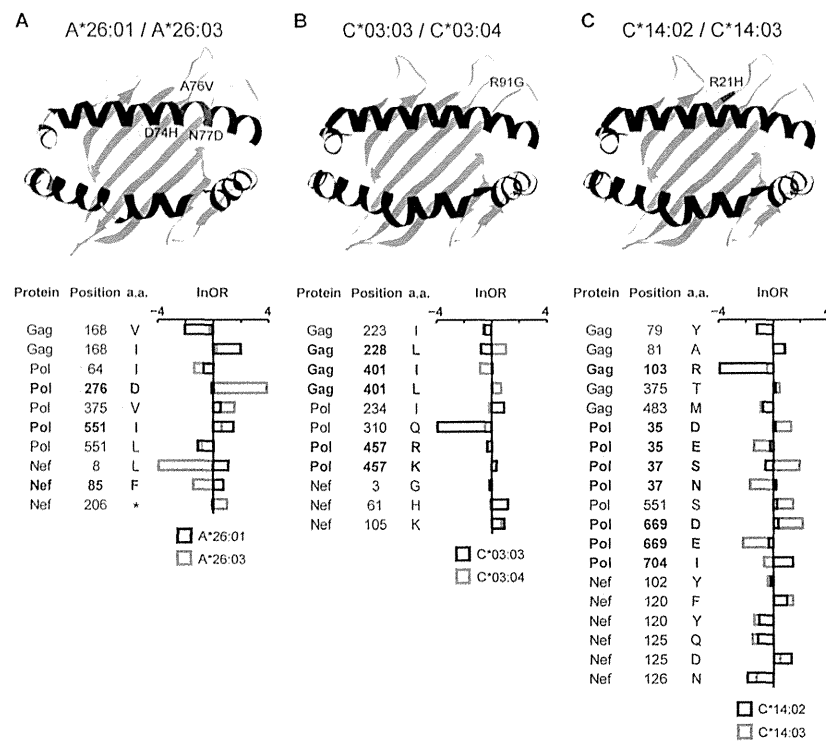 A
A*26:01 / A*26:03
A76V
D74H
N77D
Protein Position a.a. lnOR
−4 4
Gag 168 V
Gag 168 I
Pol 64 I
Pol 276 D
Pol 375 V
Pol 551 I
Pol 551 L
Nef 8 L
Nef 85 F
Nef 206 *
A*26:01
A*26:03
B
C*03:03 / C*03:04
R91G
Protein Position a.a. lnOR
−4 4
Gag 223 I
Gag 228 L
Gag 401 I
Gag 401 L
Pol 234 I
Pol 310 Q
Pol 457 R
Pol 457 K
Nef 3 G
Nef 61 H
Nef 105 K
C*03:03
C*03:04
C
C*14:02 / C*14:03
R21H
Protein Position a.a. lnOR
−4 4
Gag 79 Y
Gag 81 A
Gag 103 R
Gag 375 T
Gag 483 M
Pol 35 D
Pol 35 E
Pol 37 S
Pol 37 N
Pol 551 S
Pol 669 D
Pol 669 E
Pol 704 I
Nef 102 Y
Nef 120 F
Nef 120 Y
Nef 125 Q
Nef 125 D
Nef 126 N
C*14:02
C*14:03